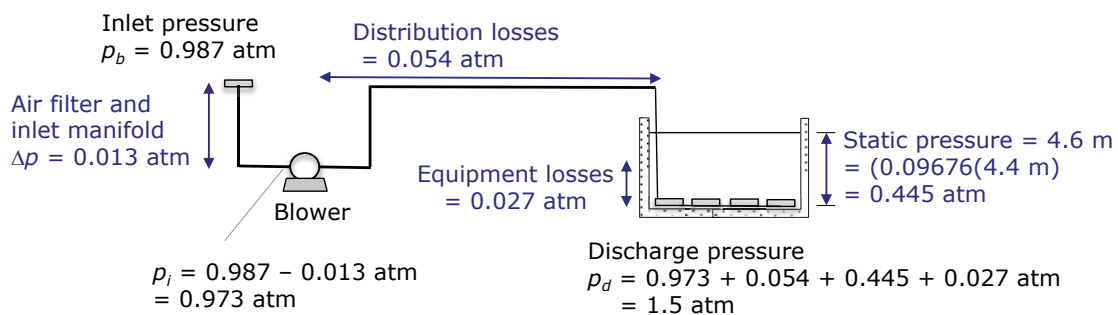 Inlet pressure
p_b = 0.987 atm
Distribution losses
= 0.054 atm
Air filter and
inlet manifold
Δp = 0.013 atm
Blower
Equipment losses
= 0.027 atm
Static pressure = 4.6 m
= (0.09676(4.4 m)
= 0.445 atm
p_i = 0.987 – 0.013 atm
= 0.973 atm
Discharge pressure
p_d = 0.973 + 0.054 + 0.445 + 0.027 atm
= 1.5 atm